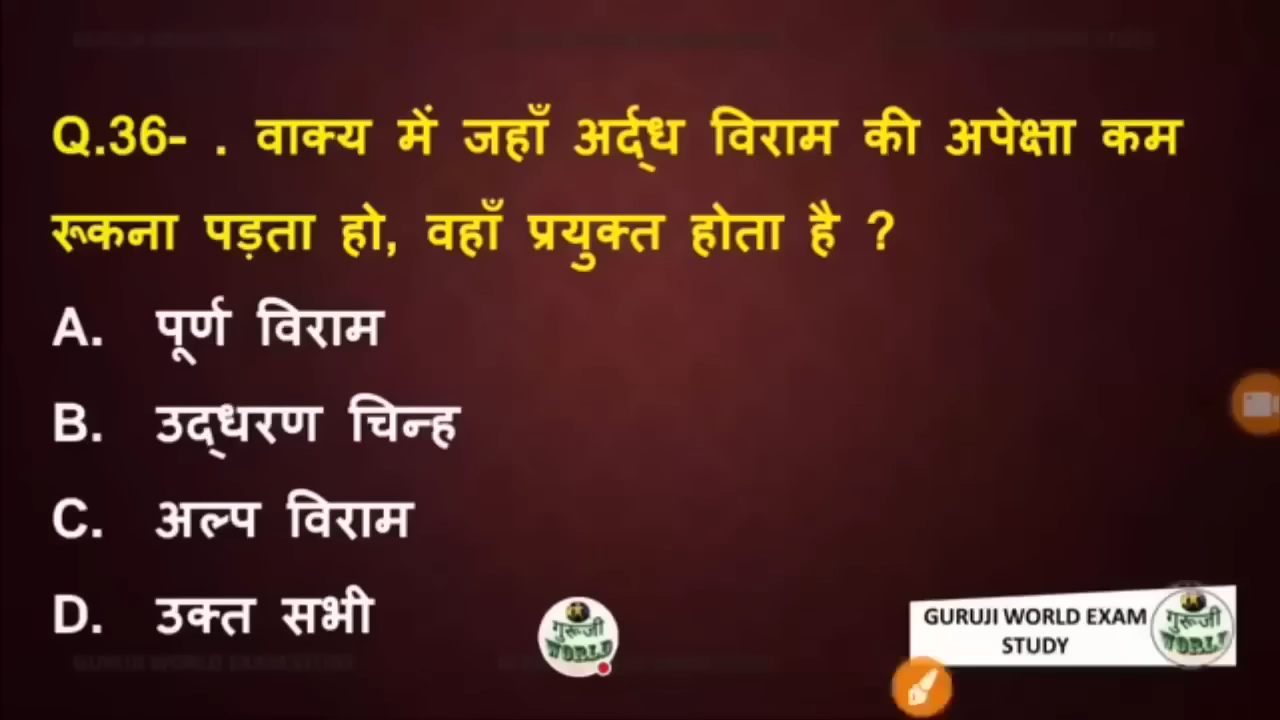 Q.36- . वाक्य में जहाँ अर्द्ध विराम की अपेक्षा कम
रूकना पड़ता हो, वहाँ प्रयुक्त होता है ?
A. पूर्ण विराम
B. उद्धरण चिन्ह
C. अल्प विराम
D. उक्त सभी
गुरूजी
WORLD
GURUJI WORLD EXAM
STUDY
गुरूजी
WORLD